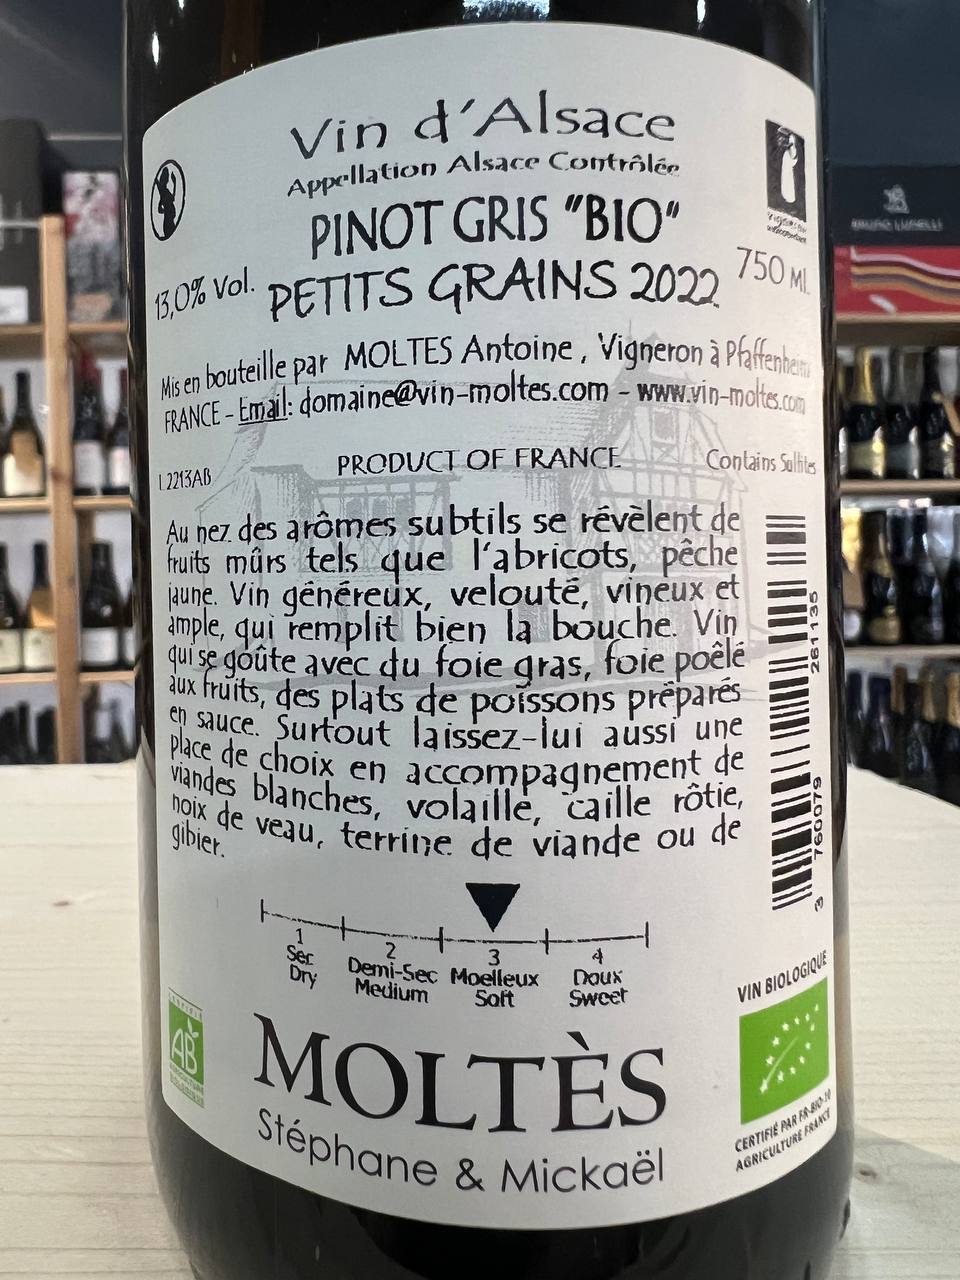 Vin d'Alsace
Appellation Alsace Contrôlée
PINOT GRIS "BIO"
13,0% Vol.
PETITS GRAINS 2022
750 ML
Mis en bouteille par MOLTES Antoine, Vigneron à Pfaffenheim
FRANCE - Email: domaine@vin-moltes.com - www.vin-moltes.com
L2213AB
PRODUCT OF FRANCE
Contains Sulfites
Au nez des arômes subtils se révèlent de
fruits mûrs tels que l'abricots, pêche
jaune. Vin généreux, velouté, vineux et
ample, qui remplit bien la bouche. Vin
qui se goûte avec du foie gras, foie poêlé
aux fruits, des plats de poissons préparés
en sauce. Surtout laissez-lui aussi une
place de choix en accompagnement de
viandes blanches, volaille, caille rôtie,
noix de veau, terrine de viande ou de
gibier.
3 760079 261135
1 2 3 4
Sec Demi-Sec Moelleux Doux
Dry Medium Soft Sweet
VIN BIOLOGIQUE
AB
MOLTÈS
Stéphane & Mickaël
CERTIFIÉ PAR FR-BIO-10
AGRICULTURE FRANCE